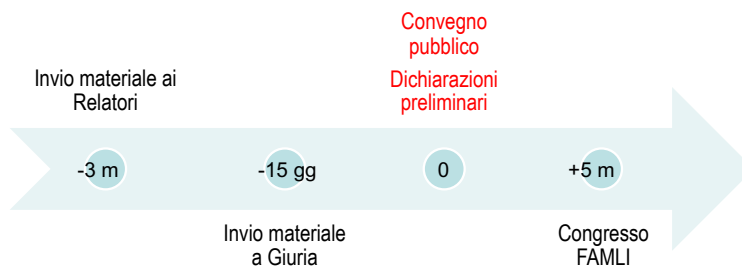 Convegno
pubblico
Dichiarazioni
preliminari
Invio materiale ai
Relatori
-3 m
-15 gg
0
+5 m
Invio materiale
a Giuria
Congresso
FAMLI